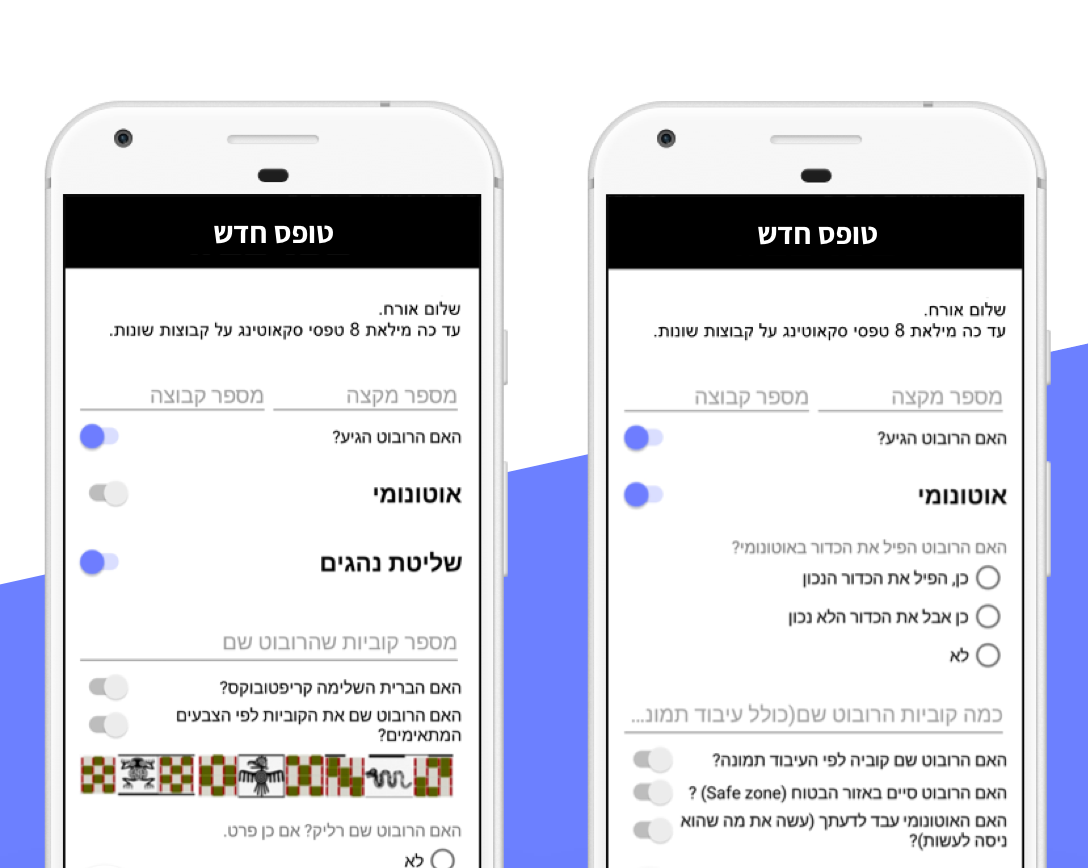 טופס חדש
שלום אורח.
עד כה מילאת 8 טפסי סקאוטינג על קבוצות שונות.
מספר מקצה
מספר קבוצה
האם הרובוט הגיע?
אוטונומי
שליטת נהגים
מספר קוביות שהרובוט שם
האם הברית השלימה קריפטובוקס?
האם הרובוט שם את הקוביות לפי הצבעים
המתאימים?
האם הרובוט שם רליק? אם כן פרט.
לא
טופס חדש
שלום אורח.
עד כה מילאת 8 טפסי סקאוטינג על קבוצות שונות.
מספר מקצה
מספר קבוצה
האם הרובוט הגיע?
אוטונומי
האם הרובוט הפיל את הכדור באוטונומי?
כן, הפיל את הכדור הנכון
כן אבל את הכדור הלא נכון
לא
כמה קוביות הרובוט שם(כולל עיבוד תמונ...
האם הרובוט שם קוביה לפי העיבוד תמונה?
האם הרובוט סיים באזור הבטוח (Safe zone) ?
האם האוטונומי עבד לדעתך (עשה את מה שהוא
ניסה לעשות)?